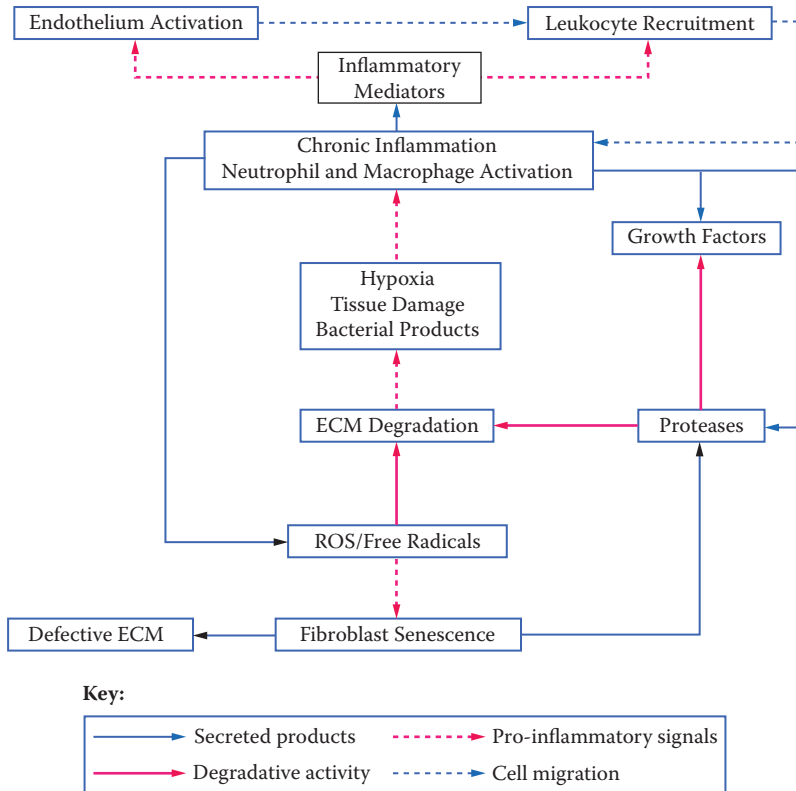 Endothelium Activation
Leukocyte Recruitment
Inflammatory
Mediators
Chronic Inflammation
Neutrophil and Macrophage Activation
Growth Factors
Hypoxia
Tissue Damage
Bacterial Products
ECM Degradation
Proteases
ROS/Free Radicals
Defective ECM
Fibroblast Senescence
Key:
Secreted products
Pro-inflammatory signals
Degradative activity
Cell migration